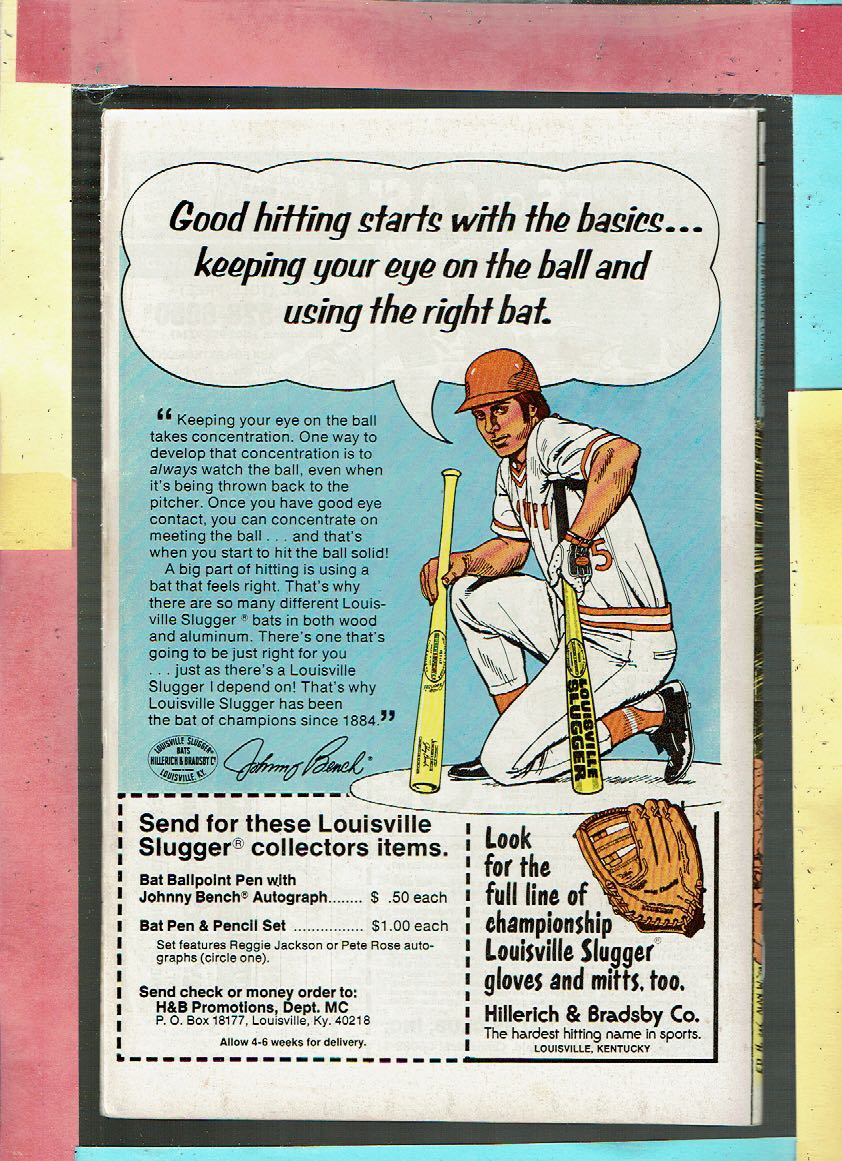 Good hitting starts with the basics...
keeping your eye on the ball and
using the right bat.
“ Keeping your eye on the ball
takes concentration. One way to
develop that concentration is to
always watch the ball, even when
it's being thrown back to the
pitcher. Once you have good eye
contact, you can concentrate on
meeting the ball . . . and that's
when you start to hit the ball solid!
A big part of hitting is using a
bat that feels right. That's why
there are so many different Louis-
ville Slugger ® bats in both wood
and aluminum. There's one that's
going to be just right for you
. . . just as there's a Louisville
Slugger I depend on! That's why
Louisville Slugger has been
the bat of champions since 1884.”
LOUISVILLE SLUGGER
BATS
HILLERICH & BRADSBY Co
LOUISVILLE, KY.
Johnny Bench ®
5
LOUISVILLE
SLUGGER
Send for these Louisville
Slugger® collectors items.
Bat Ballpoint Pen with
Johnny Bench® Autograph........ $ .50 each
Bat Pen & Pencil Set ................ $1.00 each
Set features Reggie Jackson or Pete Rose auto-
graphs (circle one).
Send check or money order to:
H&B Promotions, Dept. MC
P. O. Box 18177, Louisville, Ky. 40218
Allow 4-6 weeks for delivery.
Look
for the
full line of
championship
Louisville Slugger®
gloves and mitts, too.
Hillerich & Bradsby Co.
The hardest hitting name in sports.
LOUISVILLE, KENTUCKY